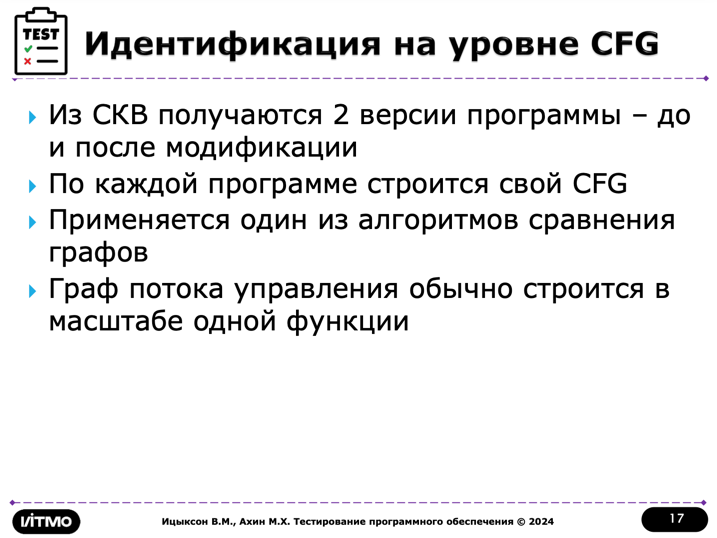 TEST
Идентификация на уровне CFG
Из СКВ получаются 2 версии программы – до
и после модификации
По каждой программе строится свой CFG
Применяется один из алгоритмов сравнения
графов
Граф потока управления обычно строится в
масштабе одной функции
ИТМО
Ицыксон В.М., Ахин М.Х. Тестирование программного обеспечения © 2024
17